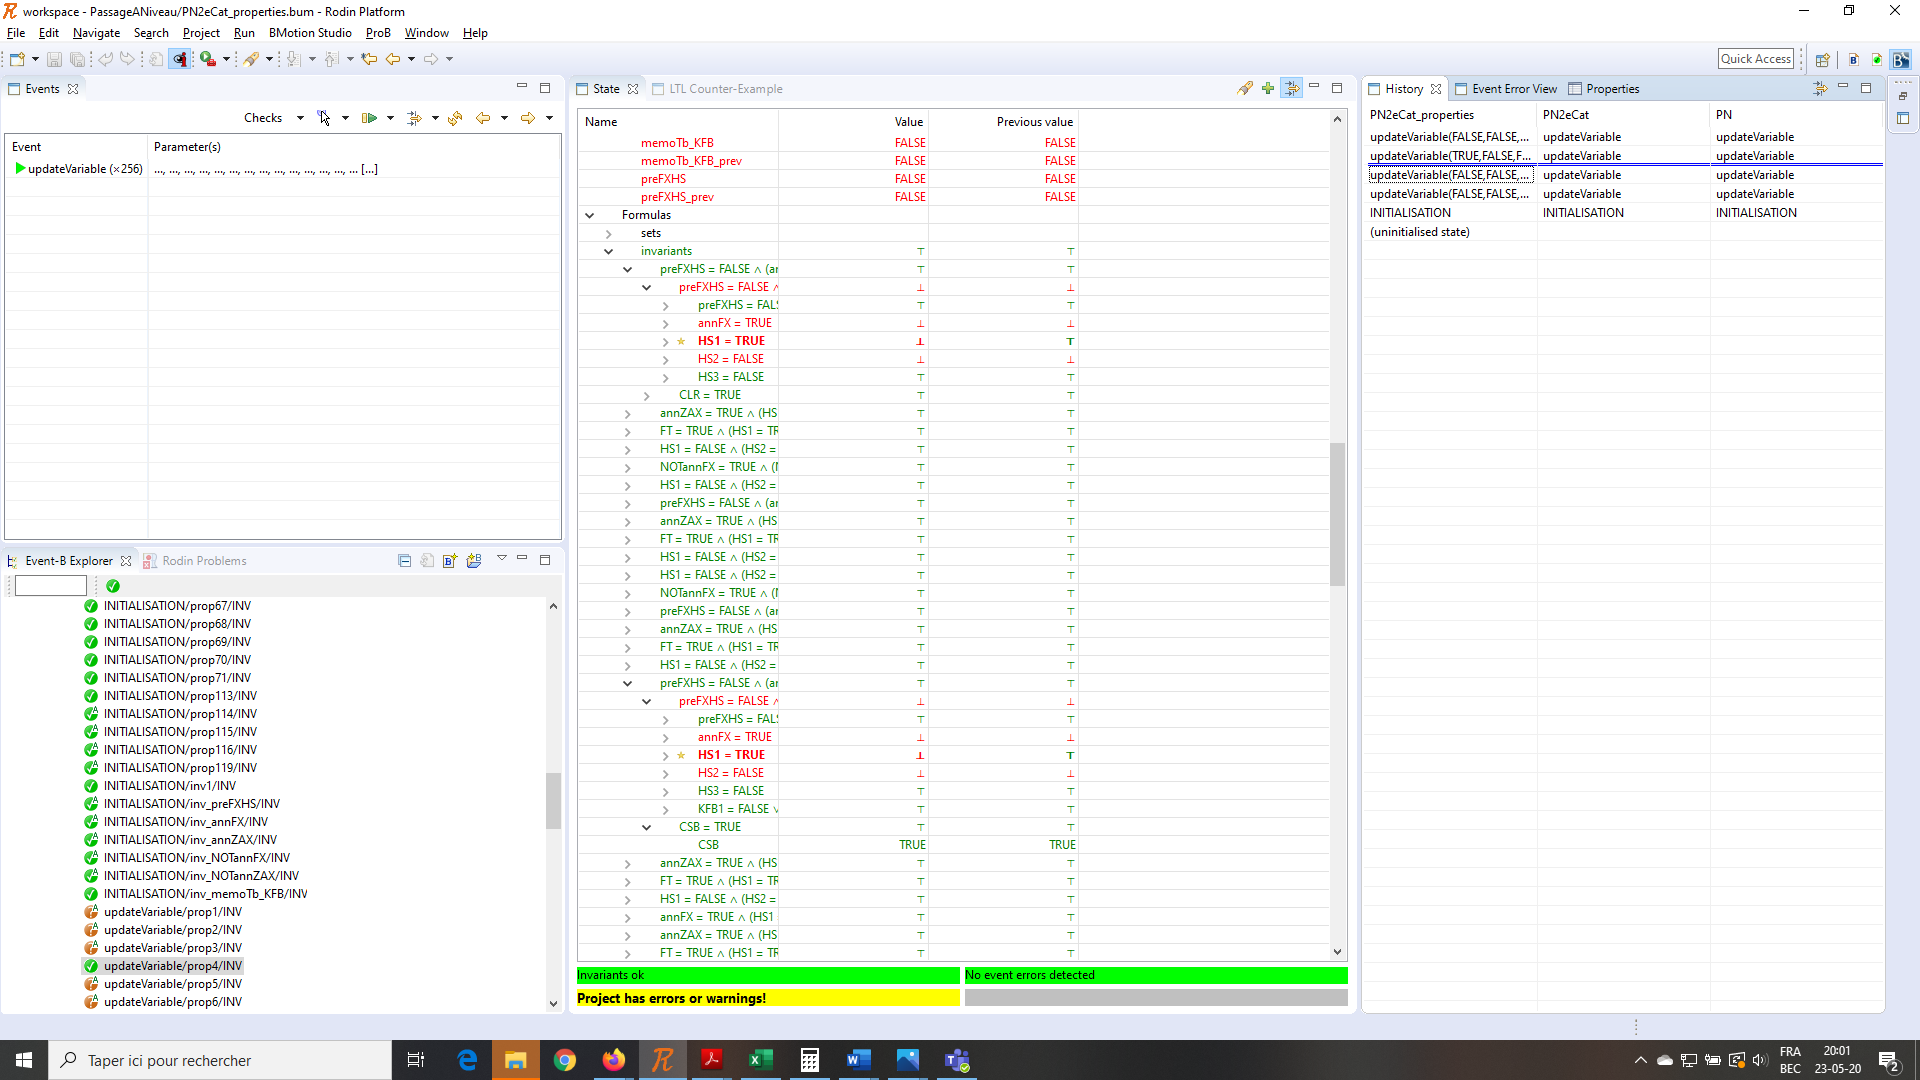 workspace - PassageANiveau/PN2eCat_properties.bum - Rodin Platform
File Edit Navigate Search Project Run BMotion Studio ProB Window Help
Quick Access
Events
Checks
Event Parameter(s)
updateVariable (×256) ..., ..., ..., ..., ..., ..., ..., ..., ..., ..., ..., ..., ..., ... [...]
Event-B Explorer Rodin Problems
INITIALISATION/prop67/INV
INITIALISATION/prop68/INV
INITIALISATION/prop69/INV
INITIALISATION/prop70/INV
INITIALISATION/prop71/INV
INITIALISATION/prop113/INV
INITIALISATION/prop114/INV
INITIALISATION/prop115/INV
INITIALISATION/prop116/INV
INITIALISATION/prop119/INV
INITIALISATION/inv1/INV
INITIALISATION/inv_preFXHS/INV
INITIALISATION/inv_annFX/INV
INITIALISATION/inv_annZAX/INV
INITIALISATION/inv_NOTannFX/INV
INITIALISATION/inv_NOTannZAX/INV
INITIALISATION/inv_memoTb_KFB/INV
updateVariable/prop1/INV
updateVariable/prop2/INV
updateVariable/prop3/INV
updateVariable/prop4/INV
updateVariable/prop5/INV
updateVariable/prop6/INV
State LTL Counter-Example
Name Value Previous value
memoTb_KFB FALSE FALSE
memoTb_KFB_prev FALSE FALSE
preFXHS FALSE FALSE
preFXHS_prev FALSE FALSE
Formulas
sets
invariants ⊤ ⊤
preFXHS = FALSE ∧ (ar ⊤ ⊤
preFXHS = FALSE ∧ ⊥ ⊥
preFXHS = FALS ⊤ ⊤
annFX = TRUE ⊥ ⊥
HS1 = TRUE ⊥ ⊤
HS2 = FALSE ⊥ ⊥
HS3 = FALSE ⊤ ⊤
CLR = TRUE ⊤ ⊤
annZAX = TRUE ∧ (HS ⊤ ⊤
FT = TRUE ∧ (HS1 = TR ⊤ ⊤
HS1 = FALSE ∧ (HS2 = ⊤ ⊤
NOTannFX = TRUE ∧ (N ⊤ ⊤
HS1 = FALSE ∧ (HS2 = ⊤ ⊤
preFXHS = FALSE ∧ (ar ⊤ ⊤
annZAX = TRUE ∧ (HS ⊤ ⊤
FT = TRUE ∧ (HS1 = TR ⊤ ⊤
HS1 = FALSE ∧ (HS2 = ⊤ ⊤
HS1 = FALSE ∧ (HS2 = ⊤ ⊤
NOTannFX = TRUE ∧ (N ⊤ ⊤
preFXHS = FALSE ∧ (ar ⊤ ⊤
annZAX = TRUE ∧ (HS ⊤ ⊤
FT = TRUE ∧ (HS1 = TR ⊤ ⊤
HS1 = FALSE ∧ (HS2 = ⊤ ⊤
preFXHS = FALSE ∧ (ar ⊤ ⊤
preFXHS = FALSE ∧ ⊥ ⊥
preFXHS = FALS ⊤ ⊤
annFX = TRUE ⊥ ⊥
HS1 = TRUE ⊥ ⊤
HS2 = FALSE ⊥ ⊥
HS3 = FALSE ⊤ ⊤
KFB1 = FALSE ∨ ⊤ ⊤
CSB = TRUE ⊤ ⊤
CSB TRUE TRUE
annZAX = TRUE ∧ (HS ⊤ ⊤
FT = TRUE ∧ (HS1 = TR ⊤ ⊤
HS1 = FALSE ∧ (HS2 = ⊤ ⊤
annFX = TRUE ∧ (HS1 ⊤ ⊤
annZAX = TRUE ∧ (HS ⊤ ⊤
FT = TRUE ∧ (HS1 = TR ⊤ ⊤
Invariants ok No event errors detected
Project has errors or warnings!
History Event Error View Properties
PN2eCat_properties PN2eCat PN
updateVariable(FALSE,FALSE,... updateVariable updateVariable
updateVariable(TRUE,FALSE,F... updateVariable updateVariable
updateVariable(FALSE,FALSE,... updateVariable updateVariable
updateVariable(FALSE,FALSE,... updateVariable updateVariable
INITIALISATION INITIALISATION INITIALISATION
(uninitialised state)
Taper ici pour rechercher
FRA
BEC
20:01
23-05-20
2